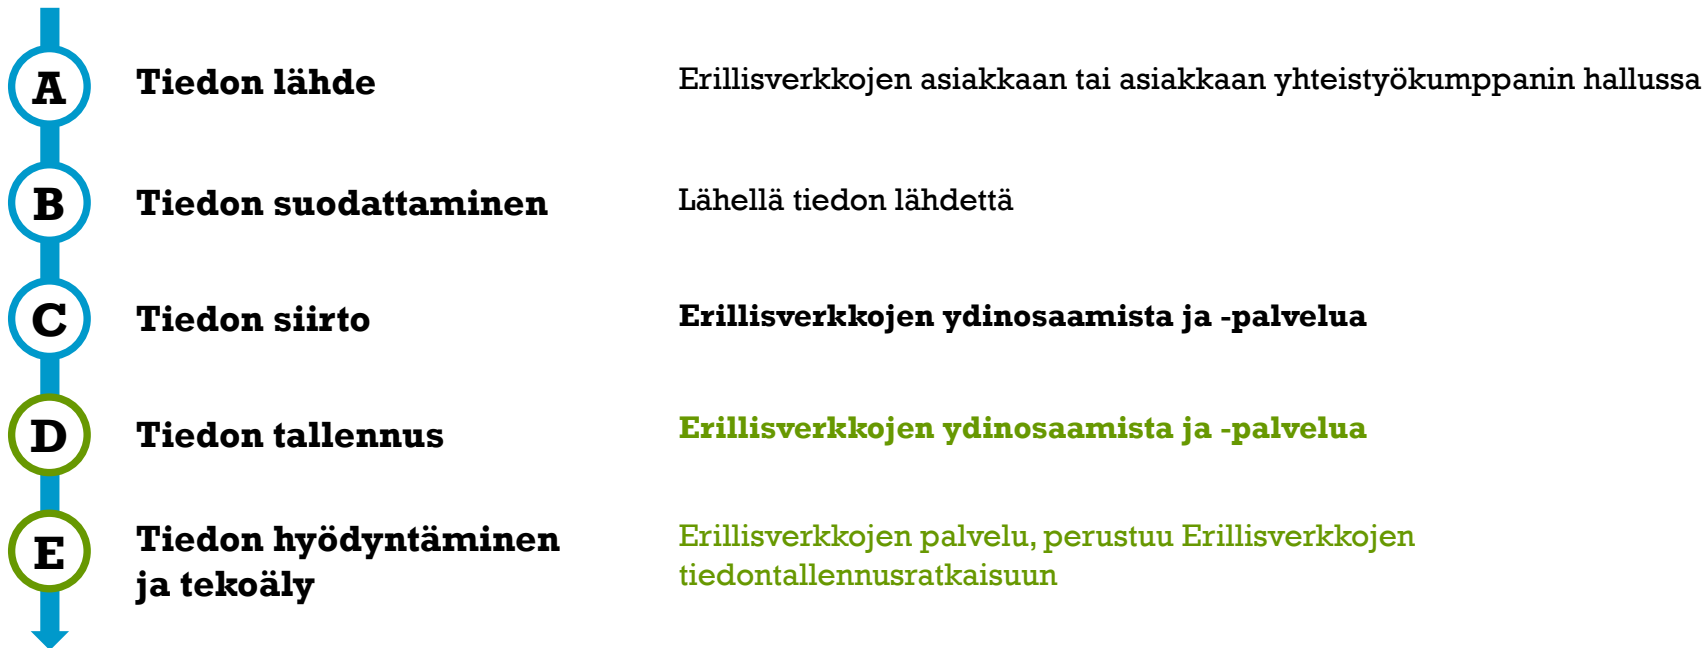 A
Tiedon lähde
Erillisverkkojen asiakkaan tai asiakkaan yhteistyökumppanin hallussa
B
Tiedon suodattaminen
Lähellä tiedon lähdettä
C
Tiedon siirto
Erillisverkkojen ydinosaamista ja -palvelua
D
Tiedon tallennus
Erillisverkkojen ydinosaamista ja -palvelua
E
Tiedon hyödyntäminen
ja tekoäly
Erillisverkkojen palvelu, perustuu Erillisverkkojen
tiedontallennusratkaisuun